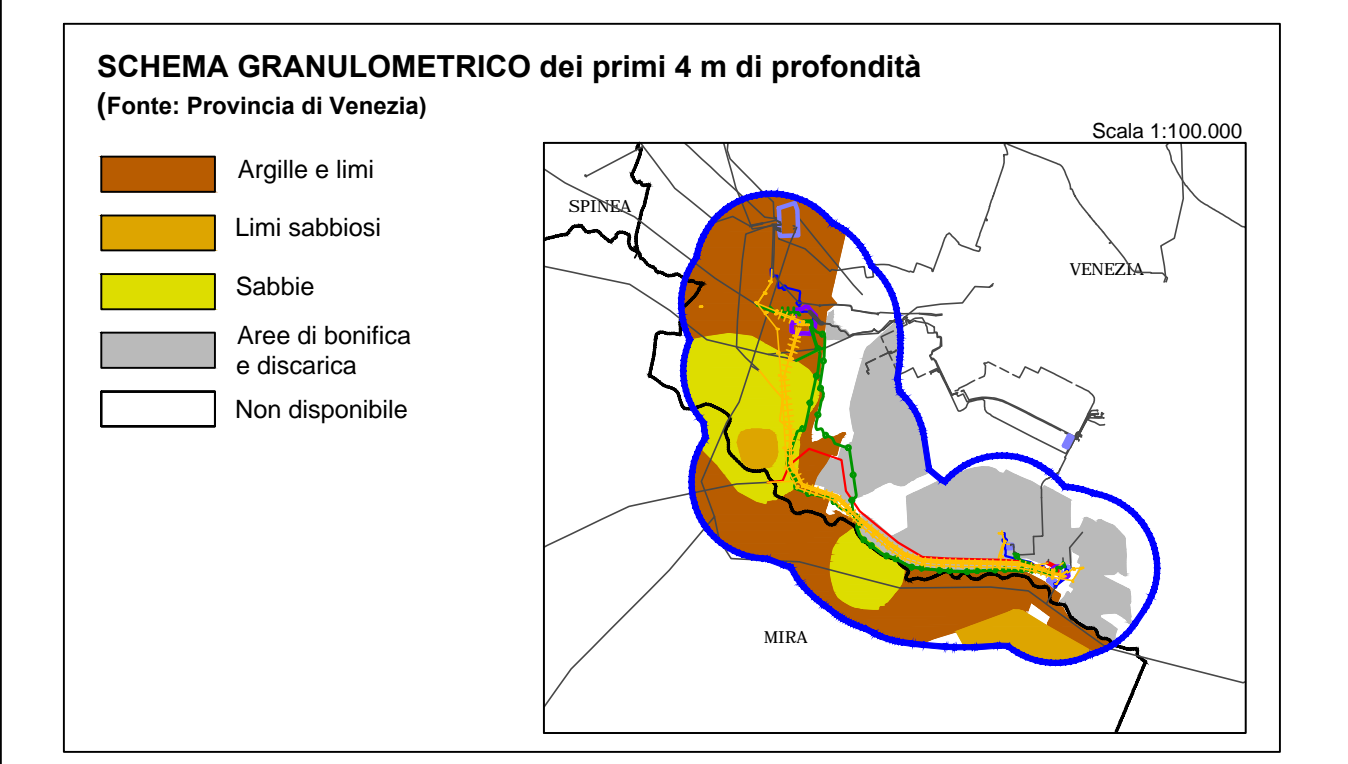 SCHEMA GRANULOMETRICO dei primi 4 m di profondità
(Fonte: Provincia di Venezia)
Scala 1:100.000
Argille e limi
Limi sabbiosi
Sabbie
Aree di bonifica
e discarica
Non disponibile
SPINEA
VENEZIA
MIRA